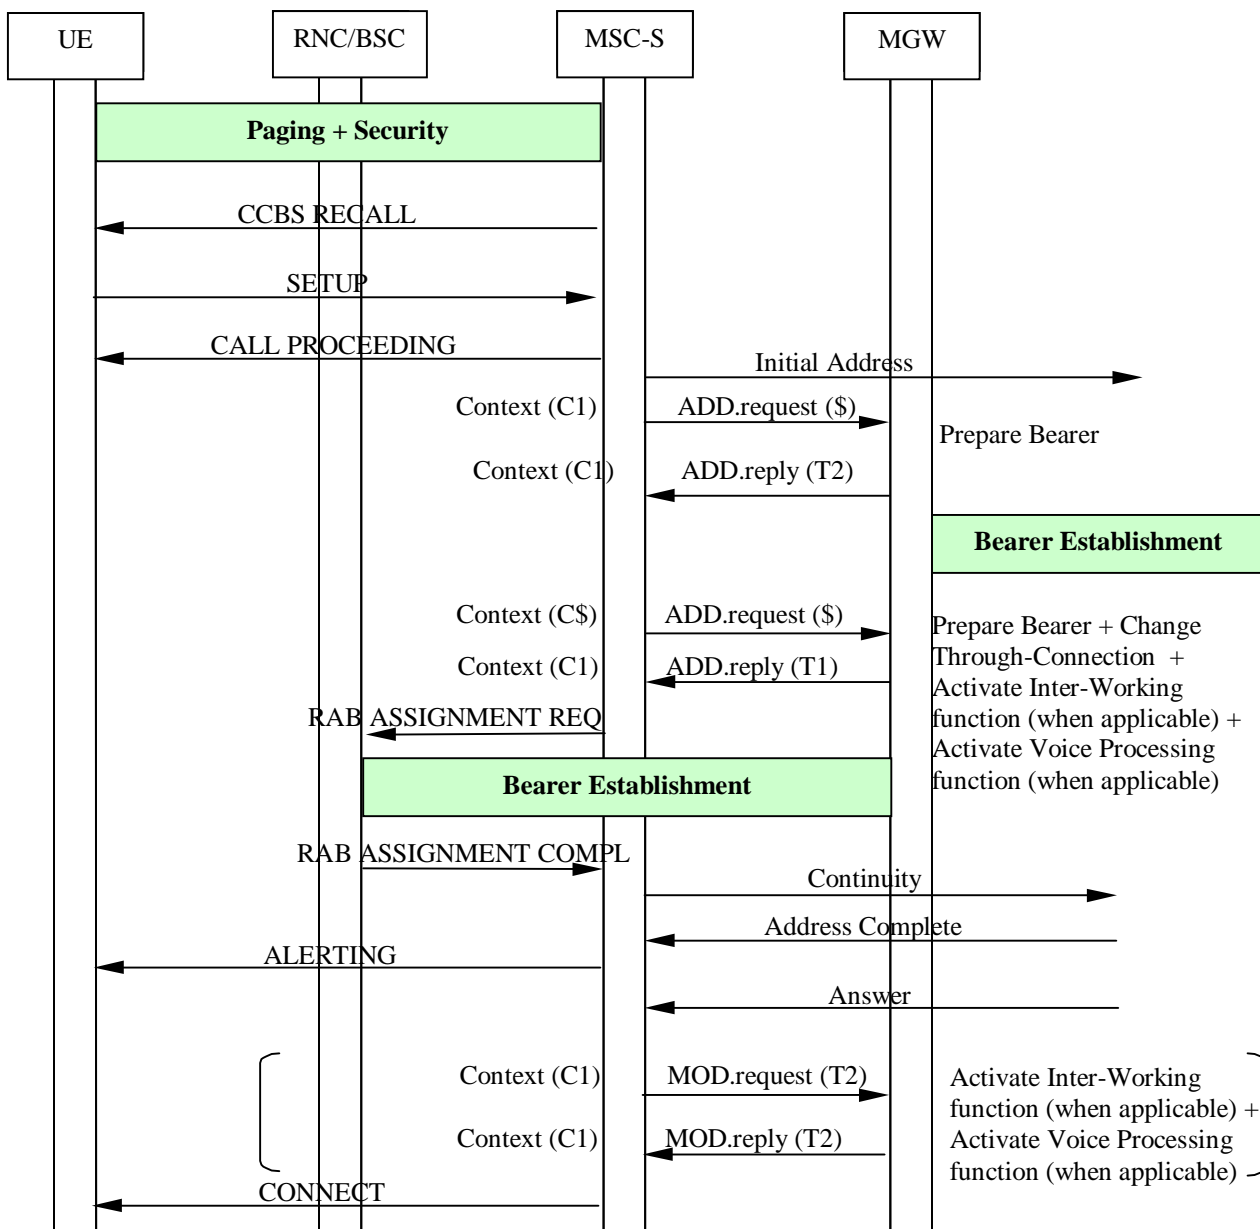 UE
RNC/BSC
MSC-S
MGW
Paging + Security
CCBS RECALL
SETUP
CALL PROCEEDING
Initial Address
Context (C1)
ADD.request ($)
Prepare Bearer
Context (C1)
ADD.reply (T2)
Bearer Establishment
Context (C$)
ADD.request ($)
Prepare Bearer + Change
Through-Connection +
Activate Inter-Working
function (when applicable) +
Activate Voice Processing
function (when applicable)
Context (C1)
ADD.reply (T1)
RAB ASSIGNMENT REQ
Bearer Establishment
RAB ASSIGNMENT COMPL
Continuity
Address Complete
ALERTING
Answer
Context (C1)
MOD.request (T2)
Activate Inter-Working
function (when applicable) +
Activate Voice Processing
function (when applicable)
Context (C1)
MOD.reply (T2)
CONNECT